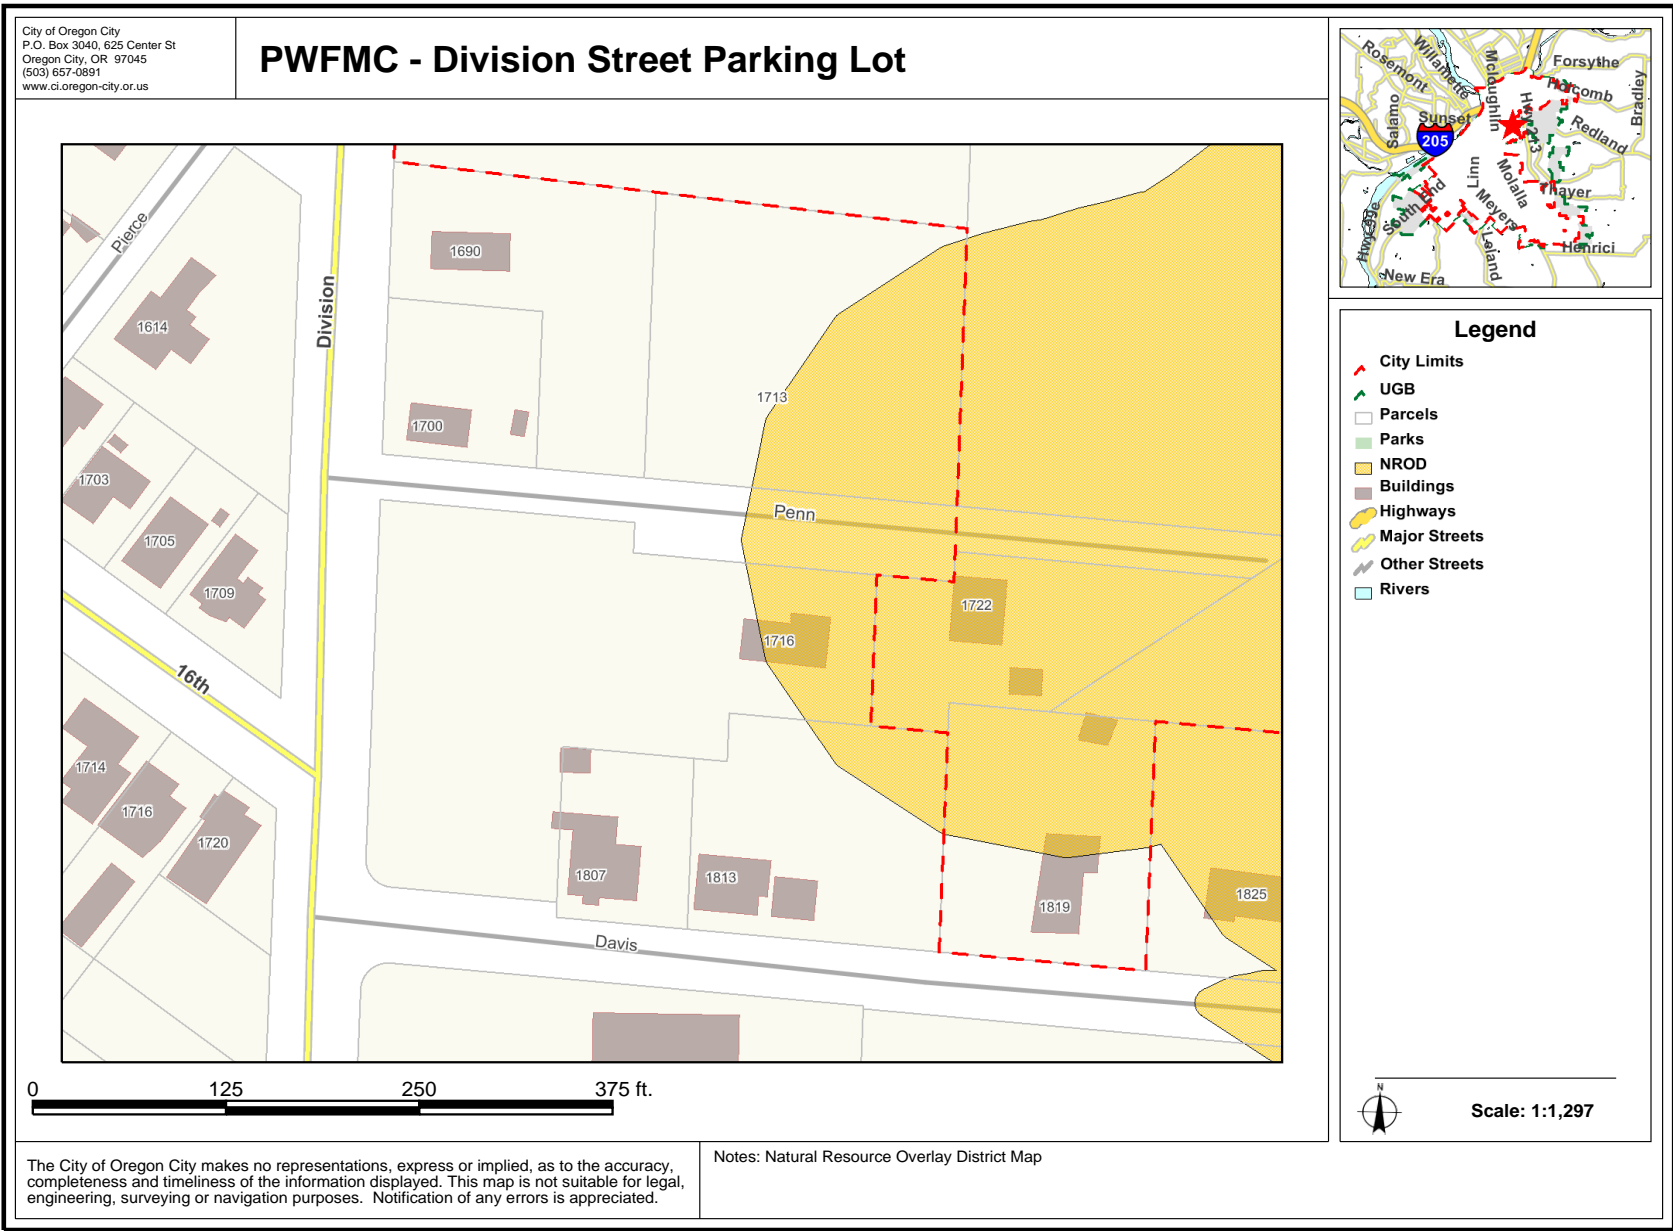 City of Oregon City
P.O. Box 3040, 625 Center St
Oregon City, OR 97045
(503) 657-0891
www.ci.oregon-city.or.us
PWFMC - Division Street Parking Lot
Rosemont
Willamette
Mcloughlin
Forsythe
Holcomb
Bradley
Salamo
Sunset
Hwy 213
Redland
205
Linn
Molalla
Thayer
South End
Meyers
Hwy 99e
Leland
Henrici
New Era
Pierce
Division
1690
1614
1713
1700
1703
1705
1709
Penn
1722
1716
16th
1714
1716
1720
1807
1813
1819
1825
Davis
Legend
City Limits
UGB
Parcels
Parks
NROD
Buildings
Highways
Major Streets
Other Streets
Rivers
N
Scale: 1:1,297
0 125 250 375 ft.
The City of Oregon City makes no representations, express or implied, as to the accuracy,
completeness and timeliness of the information displayed. This map is not suitable for legal,
engineering, surveying or navigation purposes. Notification of any errors is appreciated.
Notes: Natural Resource Overlay District Map